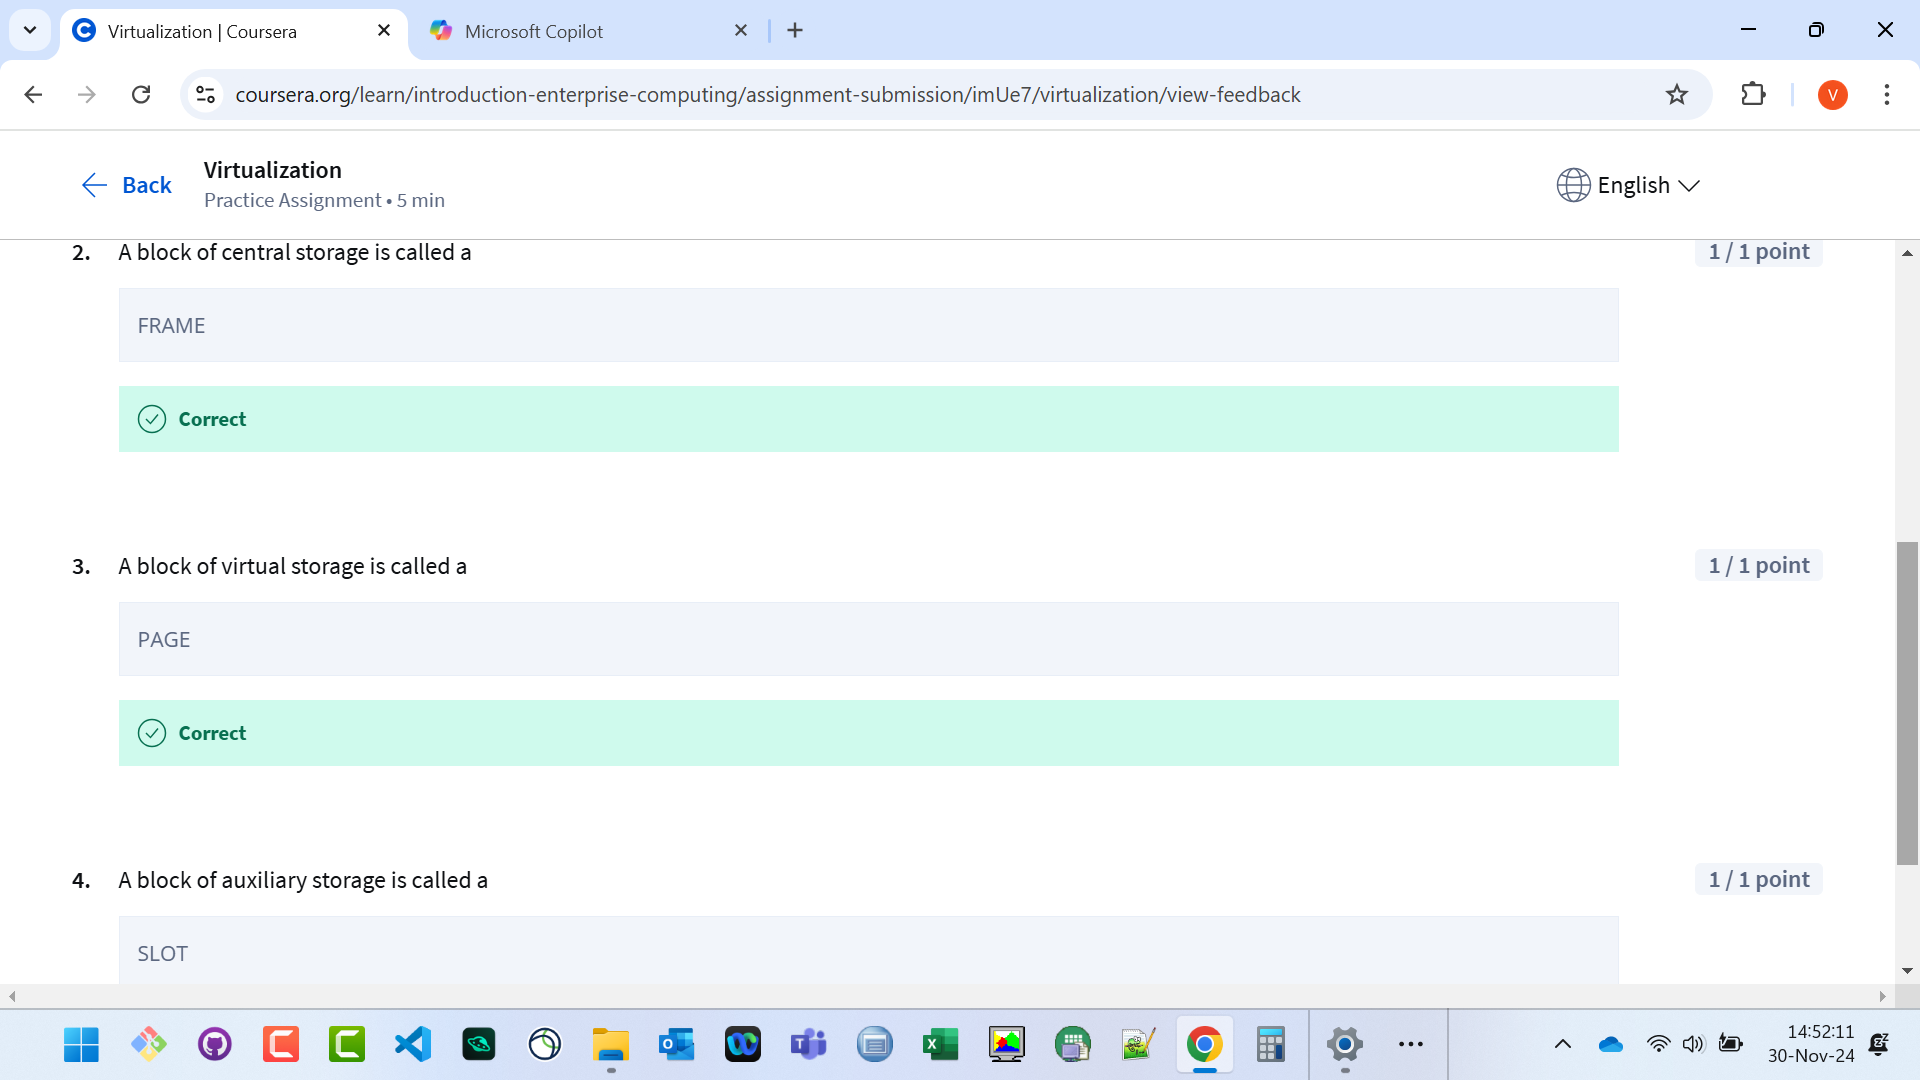 Virtualization | Coursera
Microsoft Copilot
coursera.org/learn/introduction-enterprise-computing/assignment-submission/imUe7/virtualization/view-feedback
V
Back
Virtualization
Practice Assignment • 5 min
English
2. A block of central storage is called a
1 / 1 point
FRAME
Correct
3. A block of virtual storage is called a
1 / 1 point
PAGE
Correct
4. A block of auxiliary storage is called a
1 / 1 point
SLOT
14:52:11
30-Nov-24